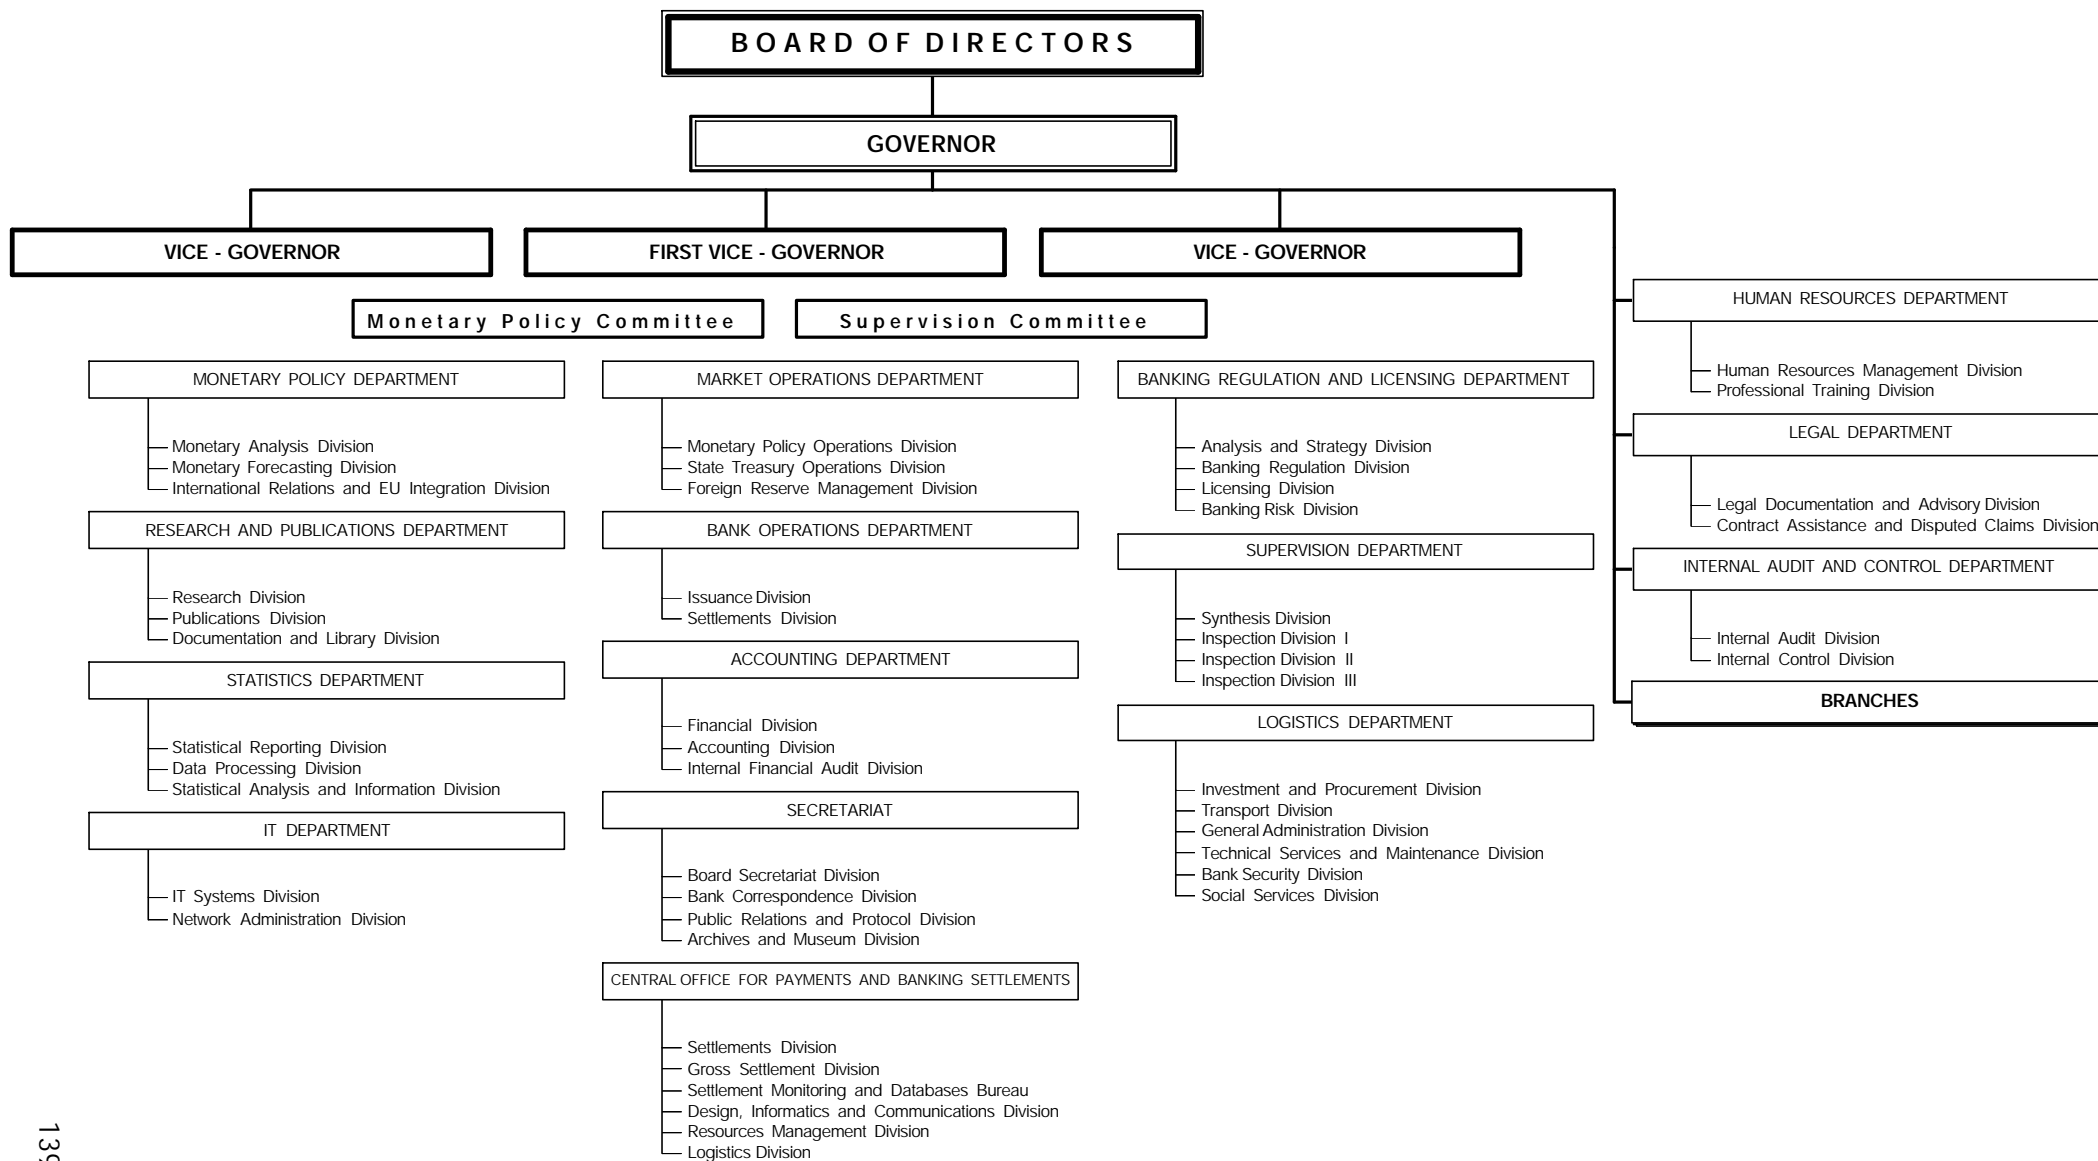 BOARD OF DIRECTORS
GOVERNOR
VICE - GOVERNOR
FIRST VICE - GOVERNOR
VICE - GOVERNOR
Monetary Policy Committee
Supervision Committee
MONETARY POLICY DEPARTMENT
Monetary Analysis Division
Monetary Forecasting Division
International Relations and EU Integration Division
RESEARCH AND PUBLICATIONS DEPARTMENT
Research Division
Publications Division
Documentation and Library Division
STATISTICS DEPARTMENT
Statistical Reporting Division
Data Processing Division
Statistical Analysis and Information Division
IT DEPARTMENT
IT Systems Division
Network Administration Division
MARKET OPERATIONS DEPARTMENT
Monetary Policy Operations Division
State Treasury Operations Division
Foreign Reserve Management Division
BANK OPERATIONS DEPARTMENT
Issuance Division
Settlements Division
ACCOUNTING DEPARTMENT
Financial Division
Accounting Division
Internal Financial Audit Division
SECRETARIAT
Board Secretariat Division
Bank Correspondence Division
Public Relations and Protocol Division
Archives and Museum Division
CENTRAL OFFICE FOR PAYMENTS AND BANKING SETTLEMENTS
Settlements Division
Gross Settlement Division
Settlement Monitoring and Databases Bureau
Design, Informatics and Communications Division
Resources Management Division
Logistics Division
BANKING REGULATION AND LICENSING DEPARTMENT
Analysis and Strategy Division
Banking Regulation Division
Licensing Division
Banking Risk Division
SUPERVISION DEPARTMENT
Synthesis Division
Inspection Division I
Inspection Division II
Inspection Division III
LOGISTICS DEPARTMENT
Investment and Procurement Division
Transport Division
General Administration Division
Technical Services and Maintenance Division
Bank Security Division
Social Services Division
HUMAN RESOURCES DEPARTMENT
Human Resources Management Division
Professional Training Division
LEGAL DEPARTMENT
Legal Documentation and Advisory Division
Contract Assistance and Disputed Claims Division
INTERNAL AUDIT AND CONTROL DEPARTMENT
Internal Audit Division
Internal Control Division
BRANCHES
139